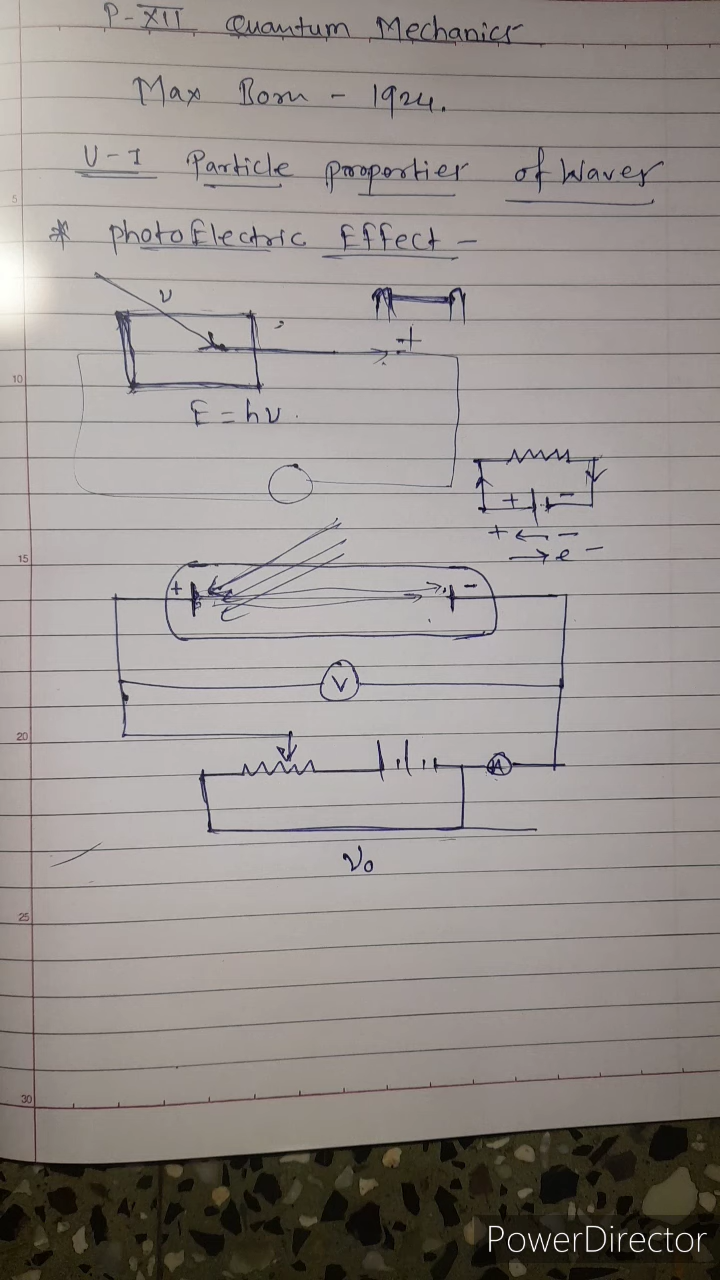 P-XII Quantum Mechanics
Max Born - 1924.
U-I Particle properties of Waves
* photoElectric Effect -
ν
+
E = hν.
+ -
+ ← -
→ e-
+ -
V
A
ν₀
5
10
15
20
25
30
PowerDirector